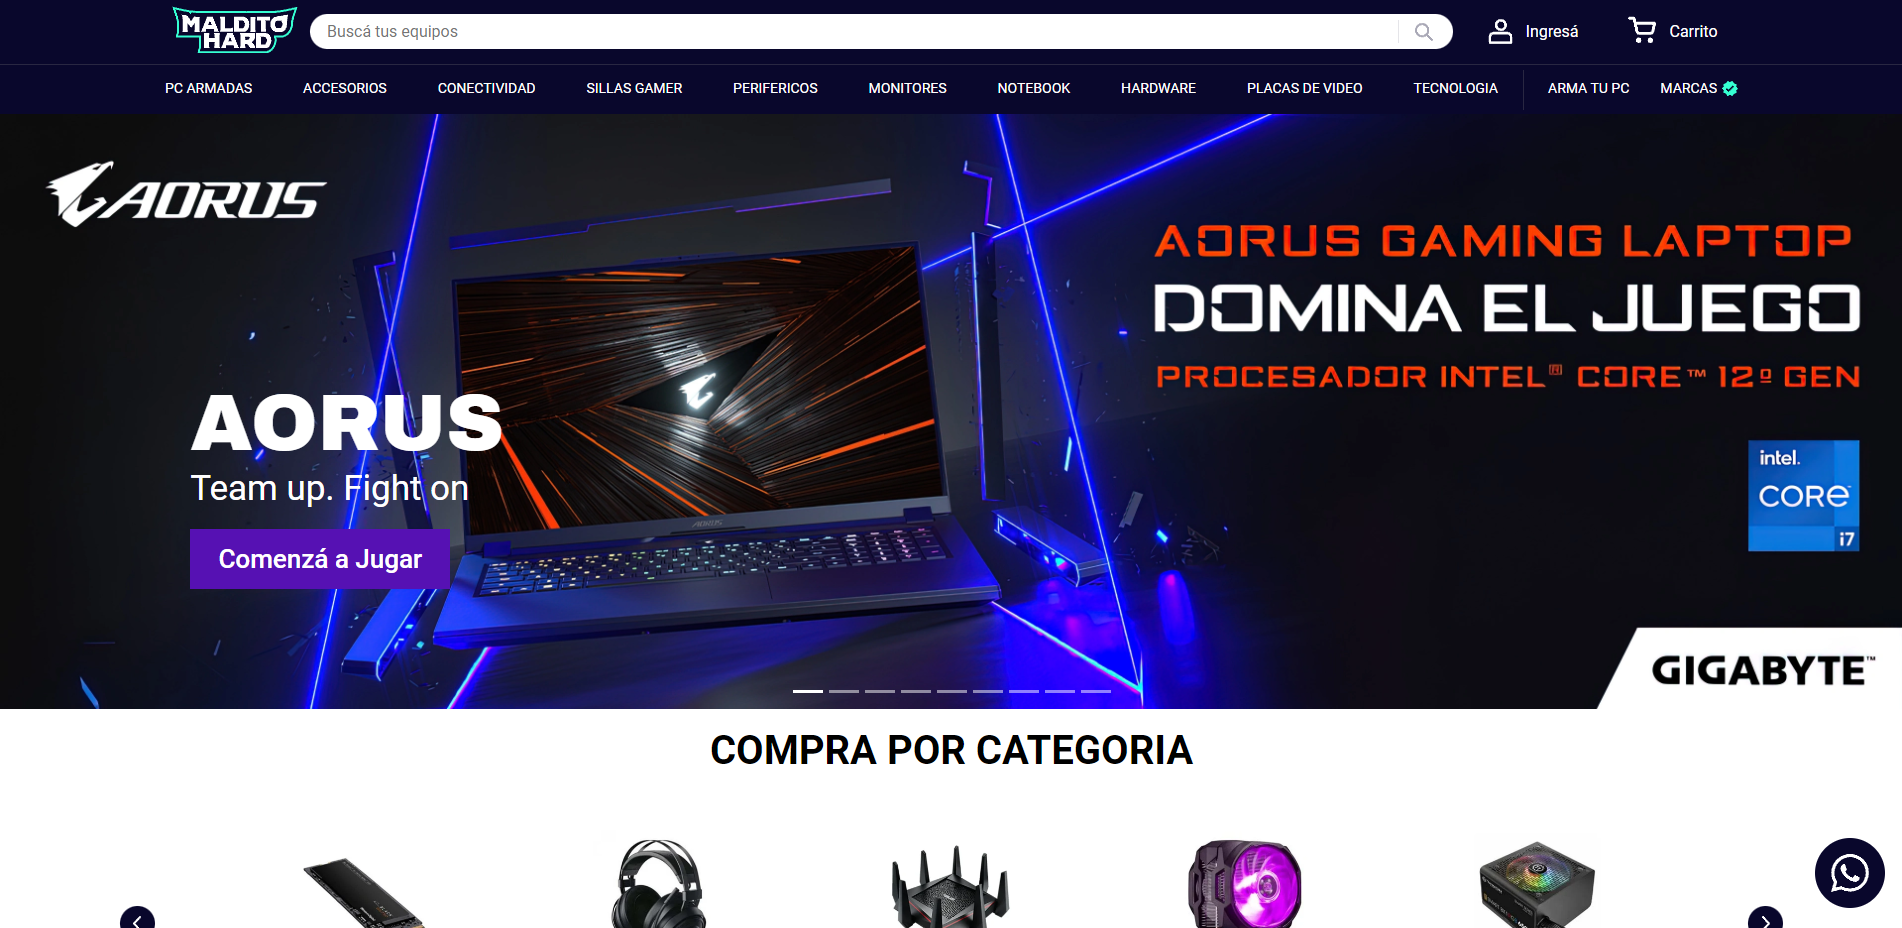 MALDITO
HARD
Buscá tus equipos
Ingresá
Carrito
PC ARMADAS
ACCESORIOS
CONECTIVIDAD
SILLAS GAMER
PERIFERICOS
MONITORES
NOTEBOOK
HARDWARE
PLACAS DE VIDEO
TECNOLOGIA
ARMA TU PC
MARCAS
AORUS
AORUS GAMING LAPTOP
DOMINA EL JUEGO
PROCESADOR INTEL® CORE™ 12º GEN
AORUS
Team up. Fight on
Comenzá a Jugar
AORUS
intel.
CORE™
i7
GIGABYTE™
COMPRA POR CATEGORIA